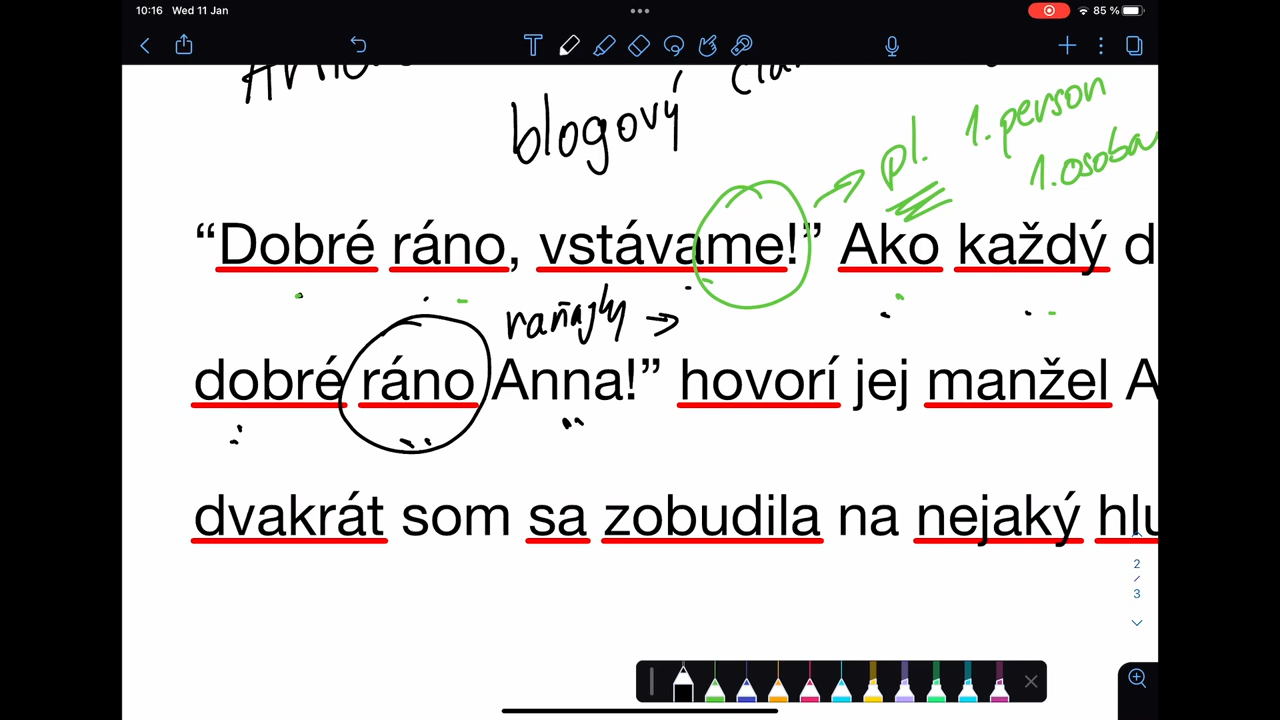 10:16 Wed 11 Jan
85 %
T
blogový
pl. 1. person
1. osoba
“Dobré ráno, vstávame!” Ako každý d
raňajky →
dobré ráno Anna!” hovorí jej manžel A
dvakrát som sa zobudila na nejaký hlu
2
/
3